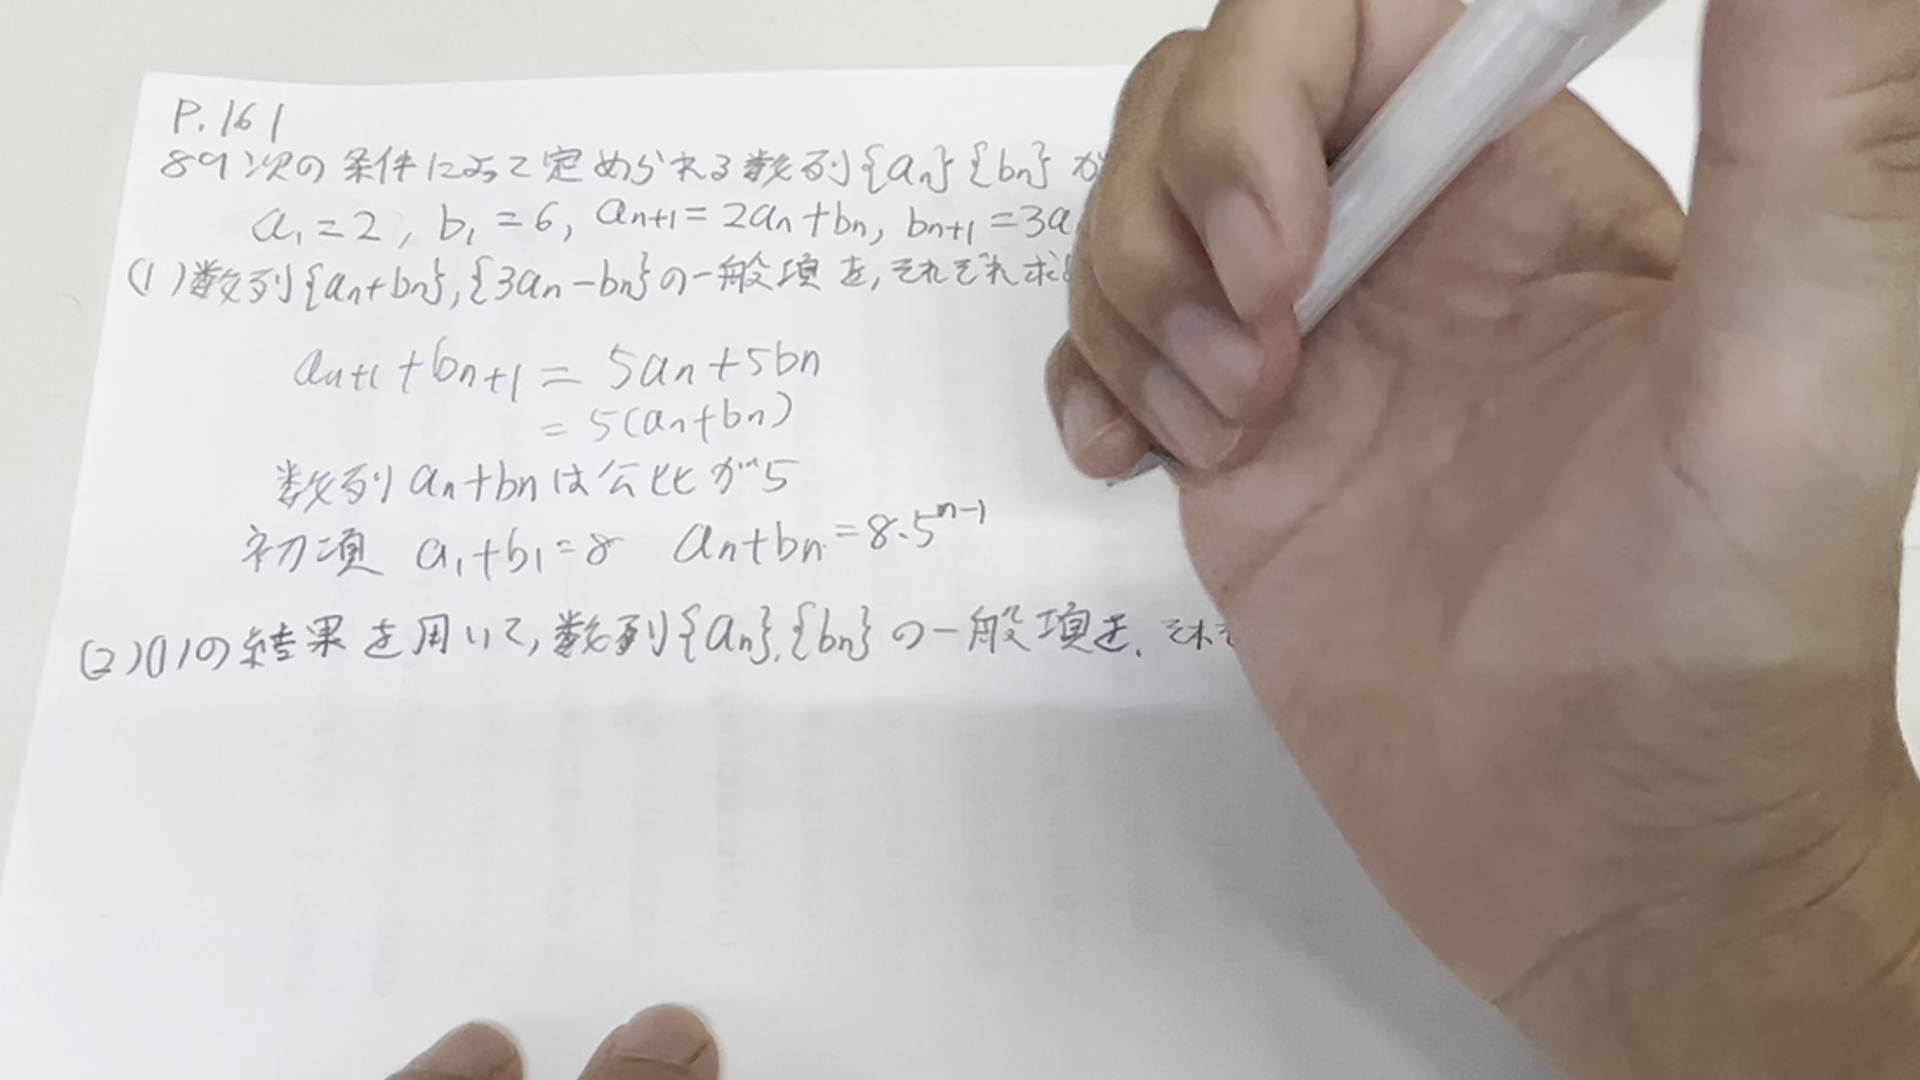 P.161
89次の条件によって定められる数列{an}{bn}が
a₁=2, b₁=6, an+1=2an+bn, bn+1=3a
(1)数列{an+bn},{3an-bn}の一般項を,それぞれ求
an+1+bn+1=5an+5bn
=5(an+bn)
数列an+bnは公比が5
初項 a₁+b₁=8 an+bn=8・5ⁿ⁻¹
(2)(1)の結果を用いて,数列{an},{bn}の一般項を,それぞ